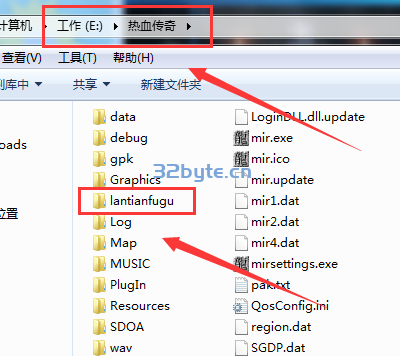 计算机 工作 (E:) 热血传奇
查看(V) 工具(T) 帮助(H)
到库中 共享 新建文件夹
data LoginDLL.dll.update
debug mir.exe
gpk mir.ico
32byte.cn
Graphics mir.update
lantianfugu mir1.dat
Log mir2.dat
Map mir4.dat
MUSIC mirsettings.exe
PlugIn pak.txt
Resources QosConfig.ini
SDOA region.dat
wav SGDP.dat
oads
位置